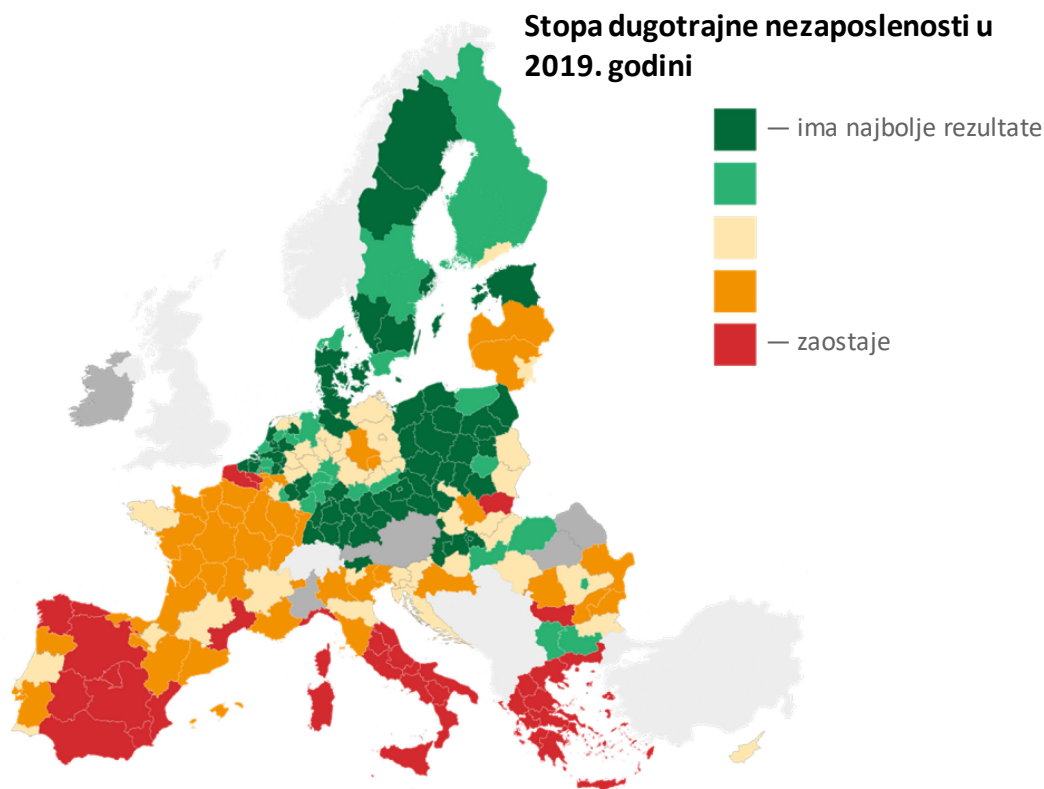 Stopa dugotrajne nezaposlenosti u
2019. godini
— ima najbolje rezultate
— zaostaje